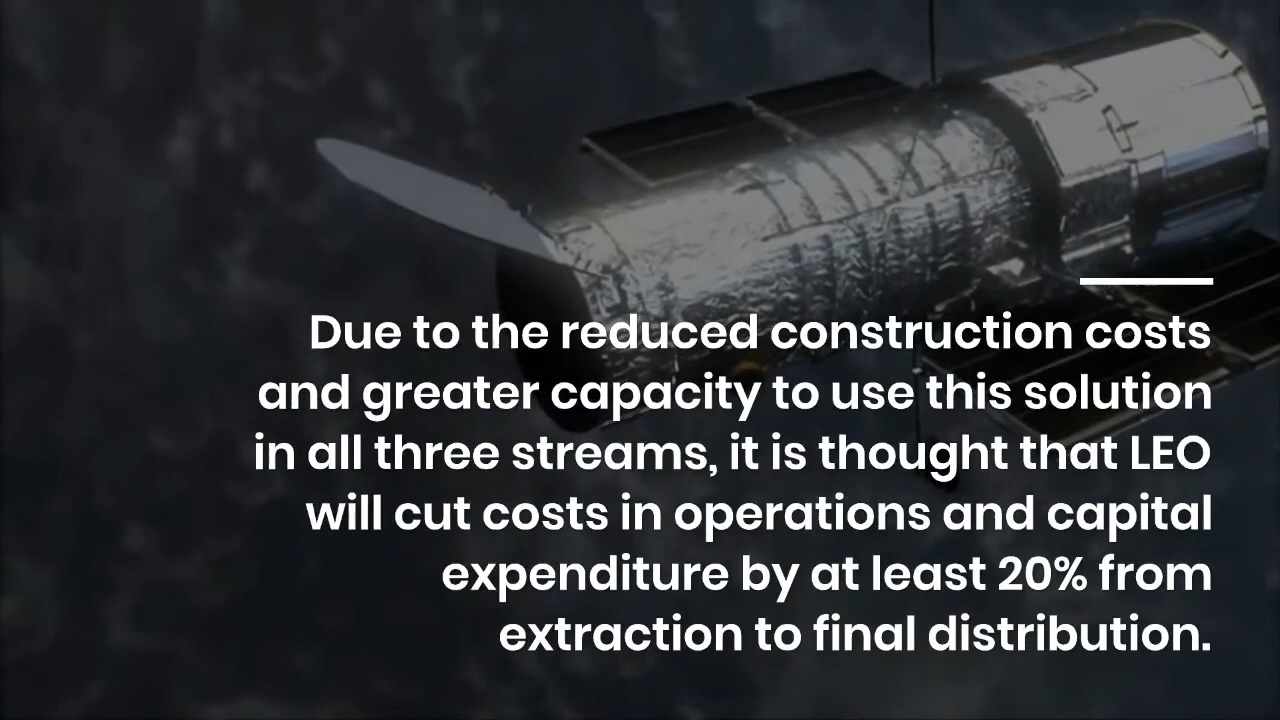 Due to the reduced construction costs
and greater capacity to use this solution
in all three streams, it is thought that LEO
will cut costs in operations and capital
expenditure by at least 20% from
extraction to final distribution.